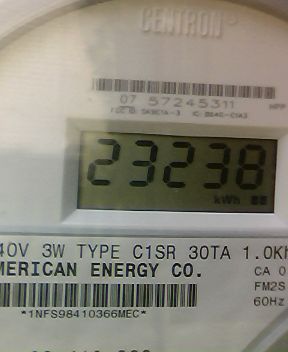 CENTRON®
07 57245311
23238
kWh
40V 3W TYPE C1SR 30TA 1.0Kh
MERICAN ENERGY CO.
CA 0
FM2S
60Hz
*1NFS98410366MEC*